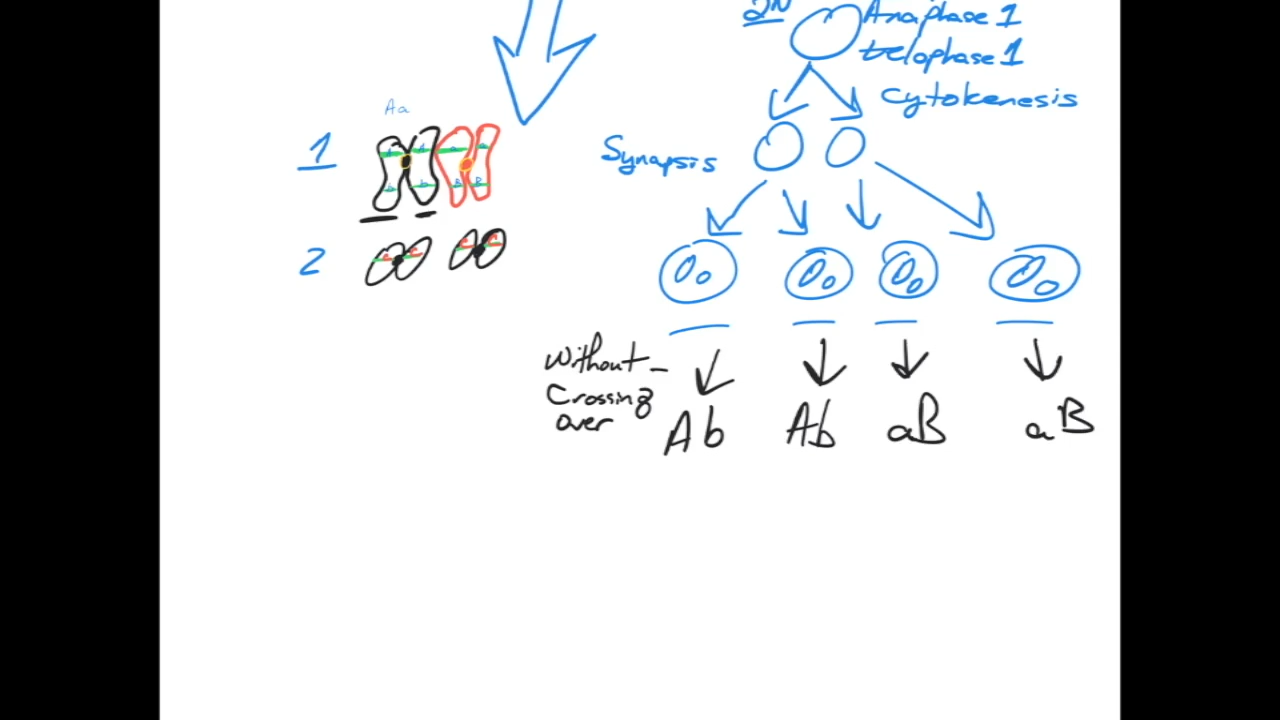 2N
Anaphase 1
telophase 1
Cytokenesis
Aa
1
Synapsis
A A a a
b b B B
2
c c c c
Without
Crossing
over
Ab Ab aB aB